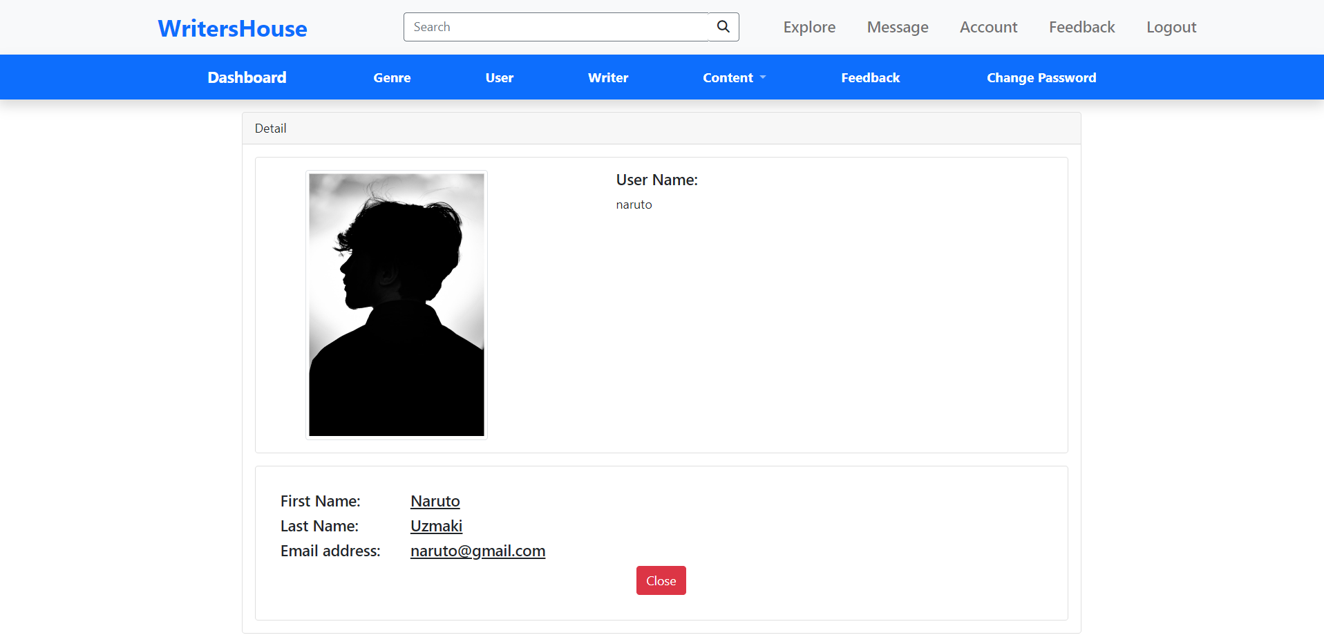 WritersHouse Search Explore Message Account Feedback Logout
Dashboard Genre User Writer Content Feedback Change Password
Detail
User Name:
naruto
First Name: Naruto
Last Name: Uzmaki
Email address: naruto@gmail.com
Close